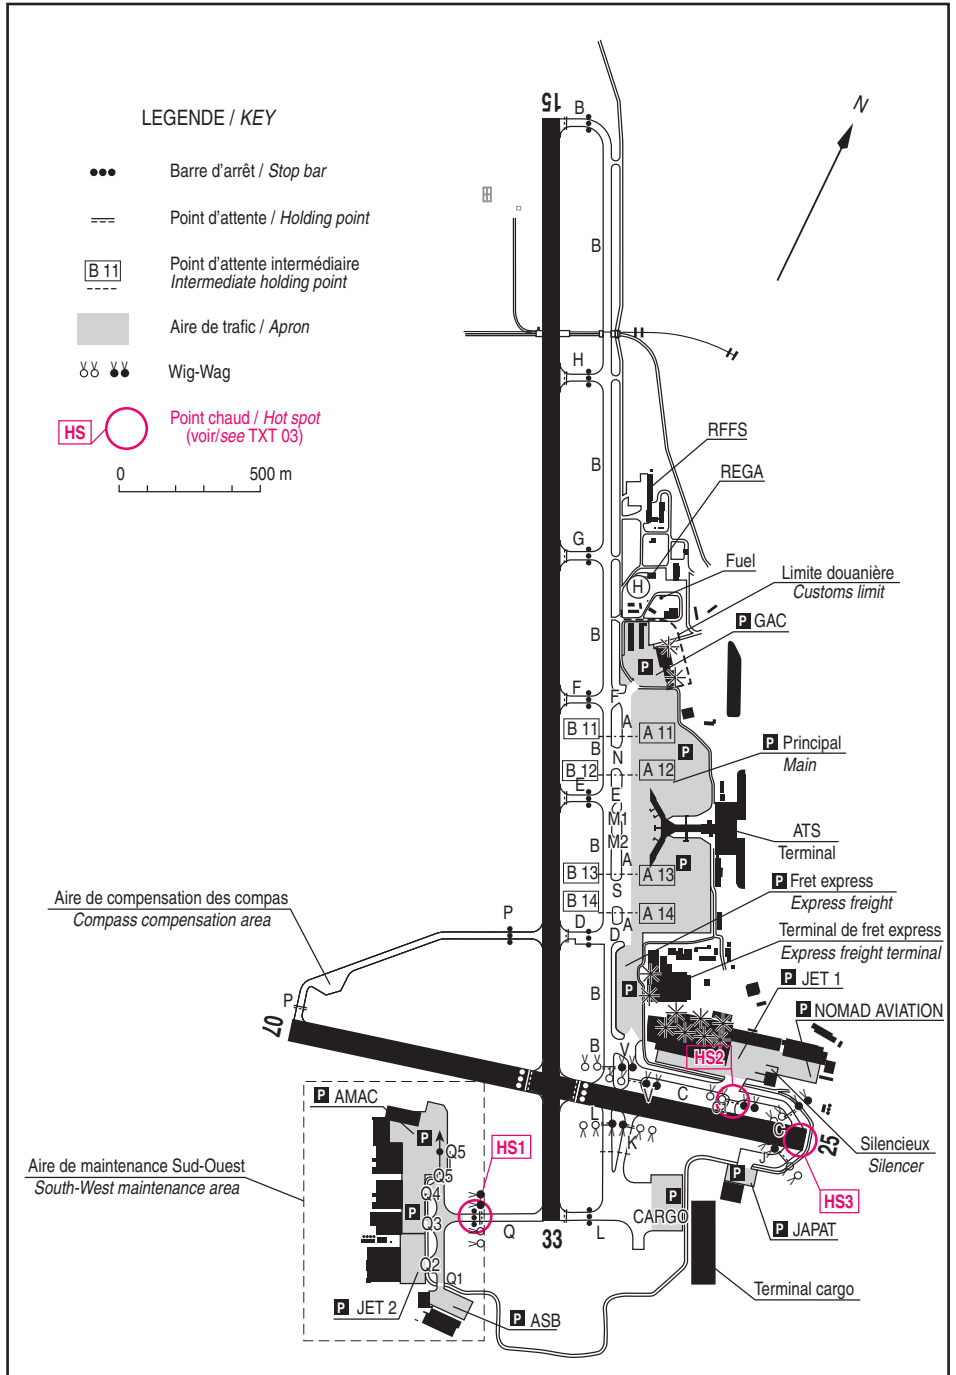 LEGENDE / KEY
Barre d'arrêt / Stop bar
Point d'attente / Holding point
B 11
Point d'attente intermédiaire
Intermediate holding point
Aire de trafic / Apron
Wig-Wag
HS
Point chaud / Hot spot
(voir/see TXT 03)
0
500 m
N
15
B
B
H
B
RFFS
REGA
G
Fuel
H
Limite douanière
Customs limit
P GAC
B
P
F
F
A
B 11
A 11
B
N
P
P Principal
Main
B 12
A 12
E
E
M1
M2
ATS
Terminal
B
A
P
B 13
A 13
S
P Fret express
Express freight
B 14
A 14
A
Aire de compensation des compas
Compass compensation area
P
D
D
Terminal de fret express
Express freight terminal
P JET 1
P
P NOMAD AVIATION
B
P
07
B
V
HS2
V
C
C
C
L
K
J
25
P AMAC
P
Q5
Q5
HS1
Aire de maintenance Sud-Ouest
South-West maintenance area
Q4
Q3
P
Q
33
L
P
CARGO
P
Silencieux
Silencer
HS3
P JAPAT
Q2
Q1
Terminal cargo
P JET 2
P ASB